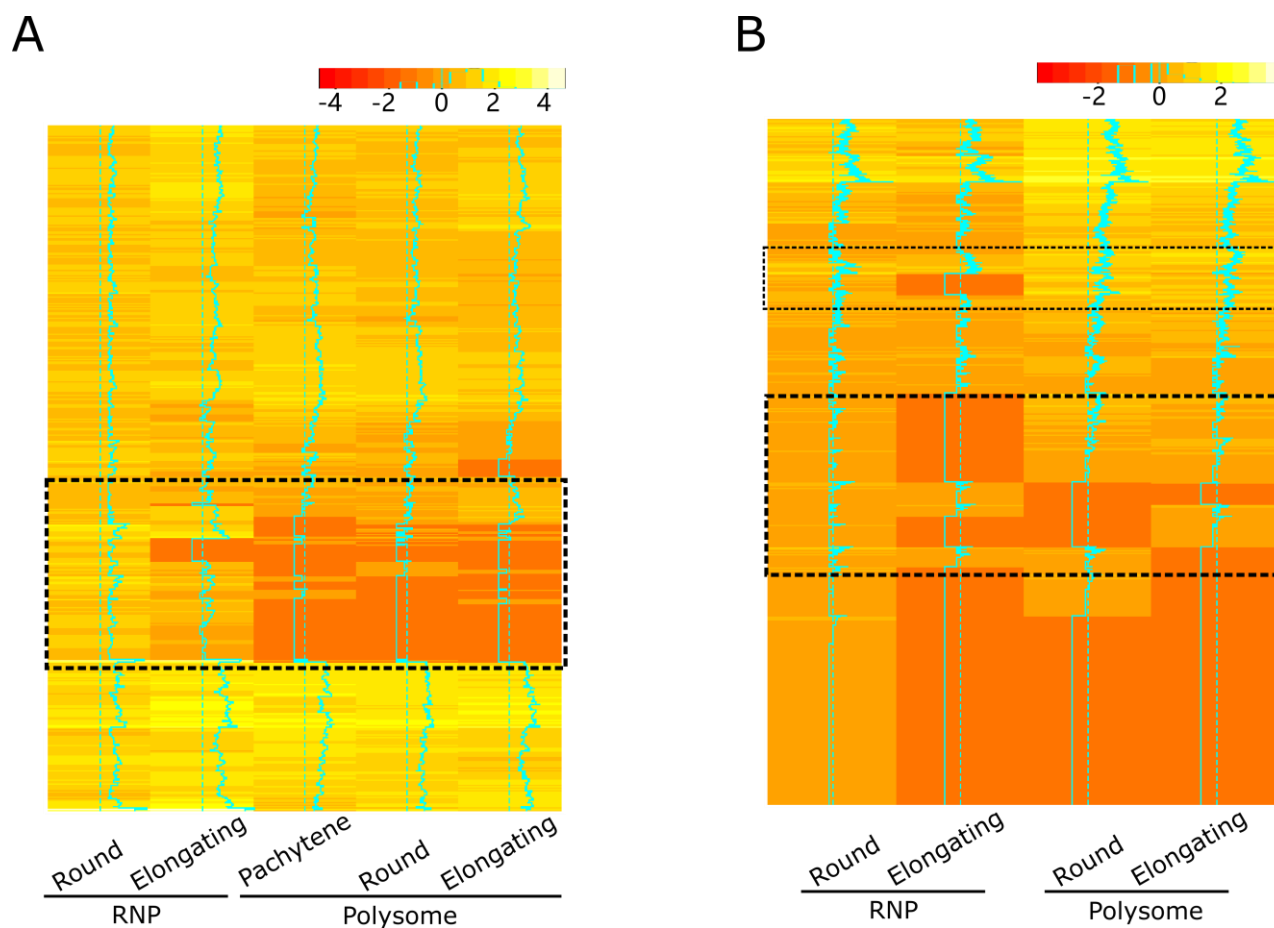 A
B
-4 -2 0 2 4
-2 0 2
Round Elongating Pachytene Round Elongating
RNP Polysome
Round Elongating Round Elongating
RNP Polysome